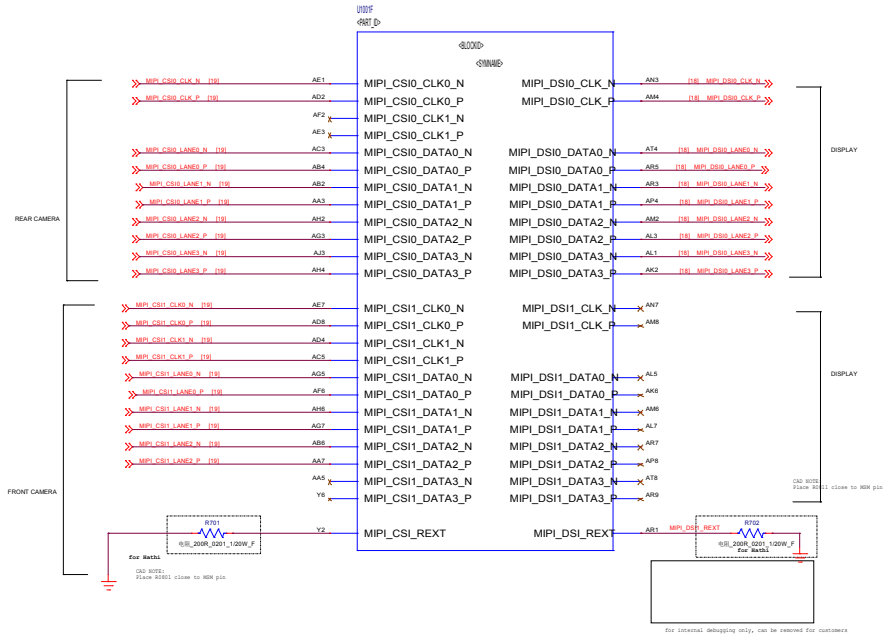 U1001F
<PART_ID>
<BLOCKID>
<SYMNAME>
MIPI_CSI0_CLK_N [19] AE1 MIPI_CSI0_CLK0_N MIPI_DSI0_CLK_N AN3 [18] MIPI_DSI0_CLK_N
MIPI_CSI0_CLK_P [19] AD2 MIPI_CSI0_CLK0_P MIPI_DSI0_CLK_P AM4 [18] MIPI_DSI0_CLK_P
AF2 MIPI_CSI0_CLK1_N
AE3 MIPI_CSI0_CLK1_P
MIPI_CSI0_LANE0_N [19] AC3 MIPI_CSI0_DATA0_N MIPI_DSI0_DATA0_N AT4 [18] MIPI_DSI0_LANE0_N
DISPLAY
MIPI_CSI0_LANE0_P [19] AB4 MIPI_CSI0_DATA0_P MIPI_DSI0_DATA0_P AR5 [18] MIPI_DSI0_LANE0_P
MIPI_CSI0_LANE1_N [19] AB2 MIPI_CSI0_DATA1_N MIPI_DSI0_DATA1_N AR3 [18] MIPI_DSI0_LANE1_N
MIPI_CSI0_LANE1_P [19] AA3 MIPI_CSI0_DATA1_P MIPI_DSI0_DATA1_P AP4 [18] MIPI_DSI0_LANE1_P
REAR CAMERA
MIPI_CSI0_LANE2_N [19] AH2 MIPI_CSI0_DATA2_N MIPI_DSI0_DATA2_N AM2 [18] MIPI_DSI0_LANE2_N
MIPI_CSI0_LANE2_P [19] AG3 MIPI_CSI0_DATA2_P MIPI_DSI0_DATA2_P AL3 [18] MIPI_DSI0_LANE2_P
MIPI_CSI0_LANE3_N [19] AJ3 MIPI_CSI0_DATA3_N MIPI_DSI0_DATA3_N AL1 [18] MIPI_DSI0_LANE3_N
MIPI_CSI0_LANE3_P [19] AH4 MIPI_CSI0_DATA3_P MIPI_DSI0_DATA3_P AK2 [18] MIPI_DSI0_LANE3_P
MIPI_CSI1_CLK0_N [19] AE7 MIPI_CSI1_CLK0_N MIPI_DSI1_CLK_N AN7
MIPI_CSI1_CLK0_P [19] AD8 MIPI_CSI1_CLK0_P MIPI_DSI1_CLK_P AM8
MIPI_CSI1_CLK1_N [19] AD4 MIPI_CSI1_CLK1_N
MIPI_CSI1_CLK1_P [19] AC5 MIPI_CSI1_CLK1_P
DISPLAY
MIPI_CSI1_LANE0_N [19] AG5 MIPI_CSI1_DATA0_N MIPI_DSI1_DATA0_N AL5
MIPI_CSI1_LANE0_P [19] AF6 MIPI_CSI1_DATA0_P MIPI_DSI1_DATA0_P AK6
MIPI_CSI1_LANE1_N [19] AH6 MIPI_CSI1_DATA1_N MIPI_DSI1_DATA1_N AM6
MIPI_CSI1_LANE1_P [19] AG7 MIPI_CSI1_DATA1_P MIPI_DSI1_DATA1_P AL7
MIPI_CSI1_LANE2_N [19] AB6 MIPI_CSI1_DATA2_N MIPI_DSI1_DATA2_N AR7
MIPI_CSI1_LANE2_P [19] AA7 MIPI_CSI1_DATA2_P MIPI_DSI1_DATA2_P AP8
AA5 MIPI_CSI1_DATA3_N MIPI_DSI1_DATA3_N AT8
CAD NOTE:
Place R0811 close to MSM pin
FRONT CAMERA
Y6 MIPI_CSI1_DATA3_P MIPI_DSI1_DATA3_P AR9
R701 Y2 MIPI_CSI_REXT MIPI_DSI_REXT AR1 MIPI_DSI1_REXT R702
电阻_200R_0201_1/20W_F
电阻_200R_0201_1/20W_F
for Hathi
for Hathi
CAD NOTE:
Place R0801 close to MSM pin
for internal debugging only, can be removed for customers